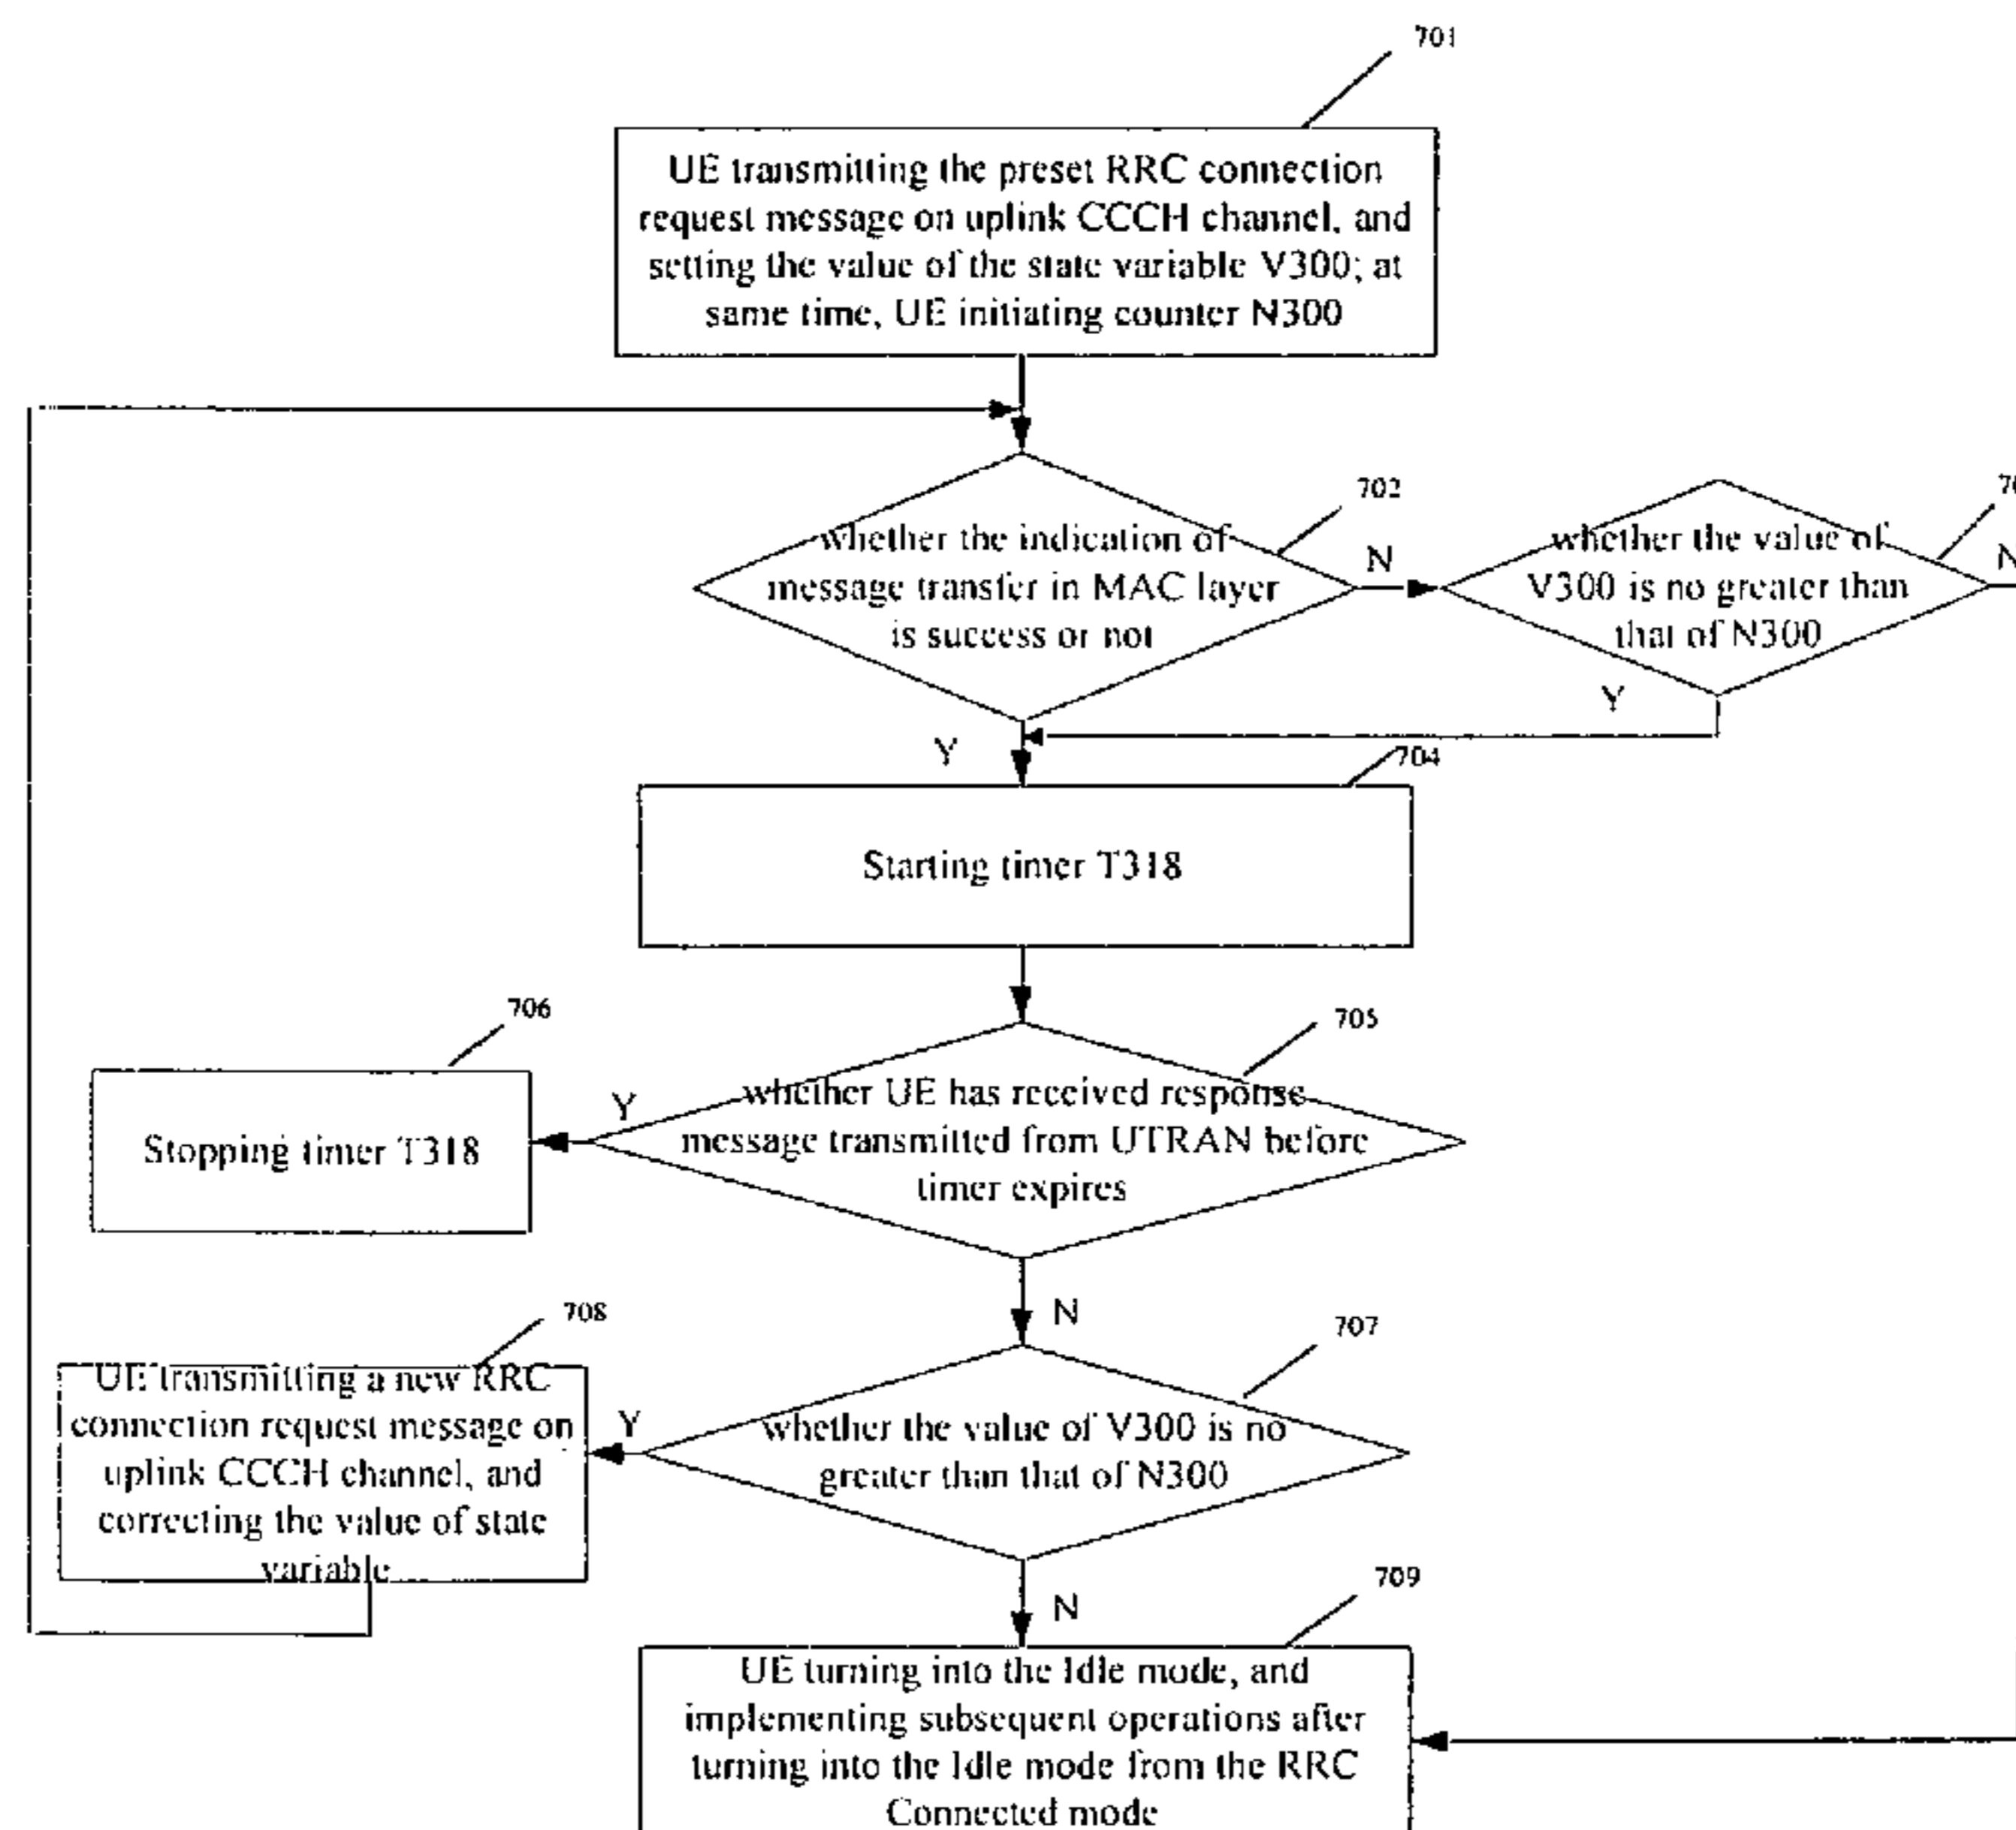 701
UE transmitting the preset RRC connection
request message on uplink CCCH channel, and
setting the value of the state variable V300; at
same time, UE initiating counter N300
702
whether the indication of
message transfer in MAC layer
is success or not
N
whether the value of
V300 is no greater than
that of N300
N
Y
Y
704
Starting timer T318
706
Stopping timer T318
Y
705
whether UE has received response
message transmitted from UTRAN before
timer expires
N
708
UE transmitting a new RRC
connection request message on
uplink CCCH channel, and
correcting the value of state
variable
Y
707
whether the value of V300 is no
greater than that of N300
N
709
UE turning into the Idle mode, and
implementing subsequent operations after
turning into the Idle mode from the RRC
Connected mode